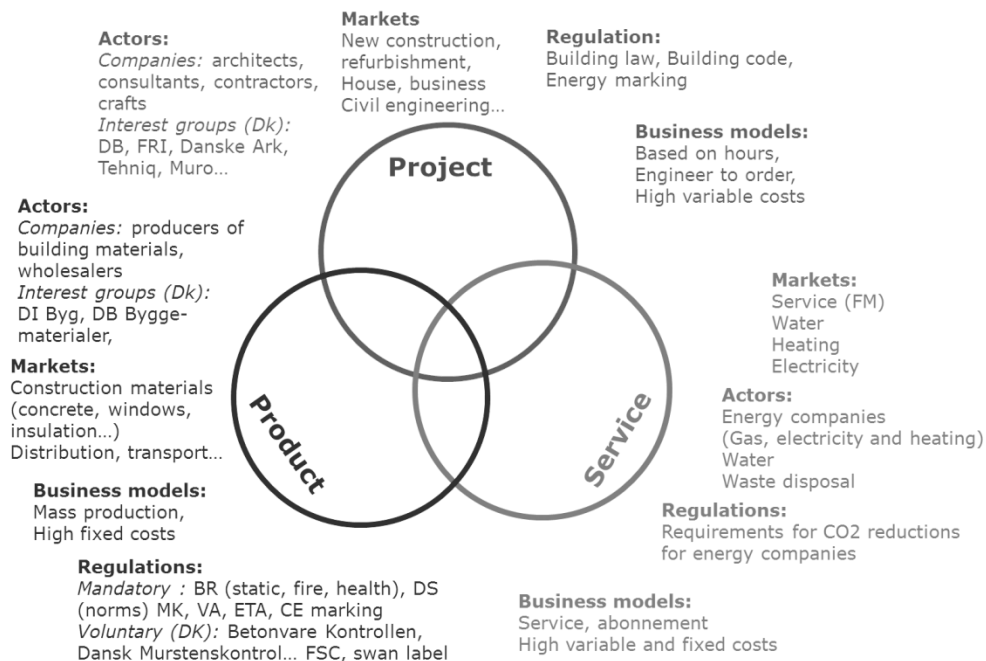 Actors:
Companies: architects,
consultants, contractors,
crafts
Interest groups (Dk):
DB, FRI, Danske Ark,
Tehniq, Muro…
Markets
New construction,
refurbishment,
House, business
Civil engineering…
Regulation:
Building law, Building code,
Energy marking
Business models:
Based on hours,
Engineer to order,
High variable costs
Project
Actors:
Companies: producers of
building materials,
wholesalers
Interest groups (Dk):
DI Byg, DB Bygge-
materialer,
Markets:
Construction materials
(concrete, windows,
insulation…)
Distribution, transport…
Business models:
Mass production,
High fixed costs
Regulations:
Mandatory : BR (static, fire, health), DS
(norms) MK, VA, ETA, CE marking
Voluntary (DK): Betonvare Kontrollen,
Dansk Murstenskontrol… FSC, swan label
Product
Service
Markets:
Service (FM)
Water
Heating
Electricity
Actors:
Energy companies
(Gas, electricity and heating)
Water
Waste disposal
Regulations:
Requirements for CO2 reductions
for energy companies
Business models:
Service, abonnement
High variable and fixed costs